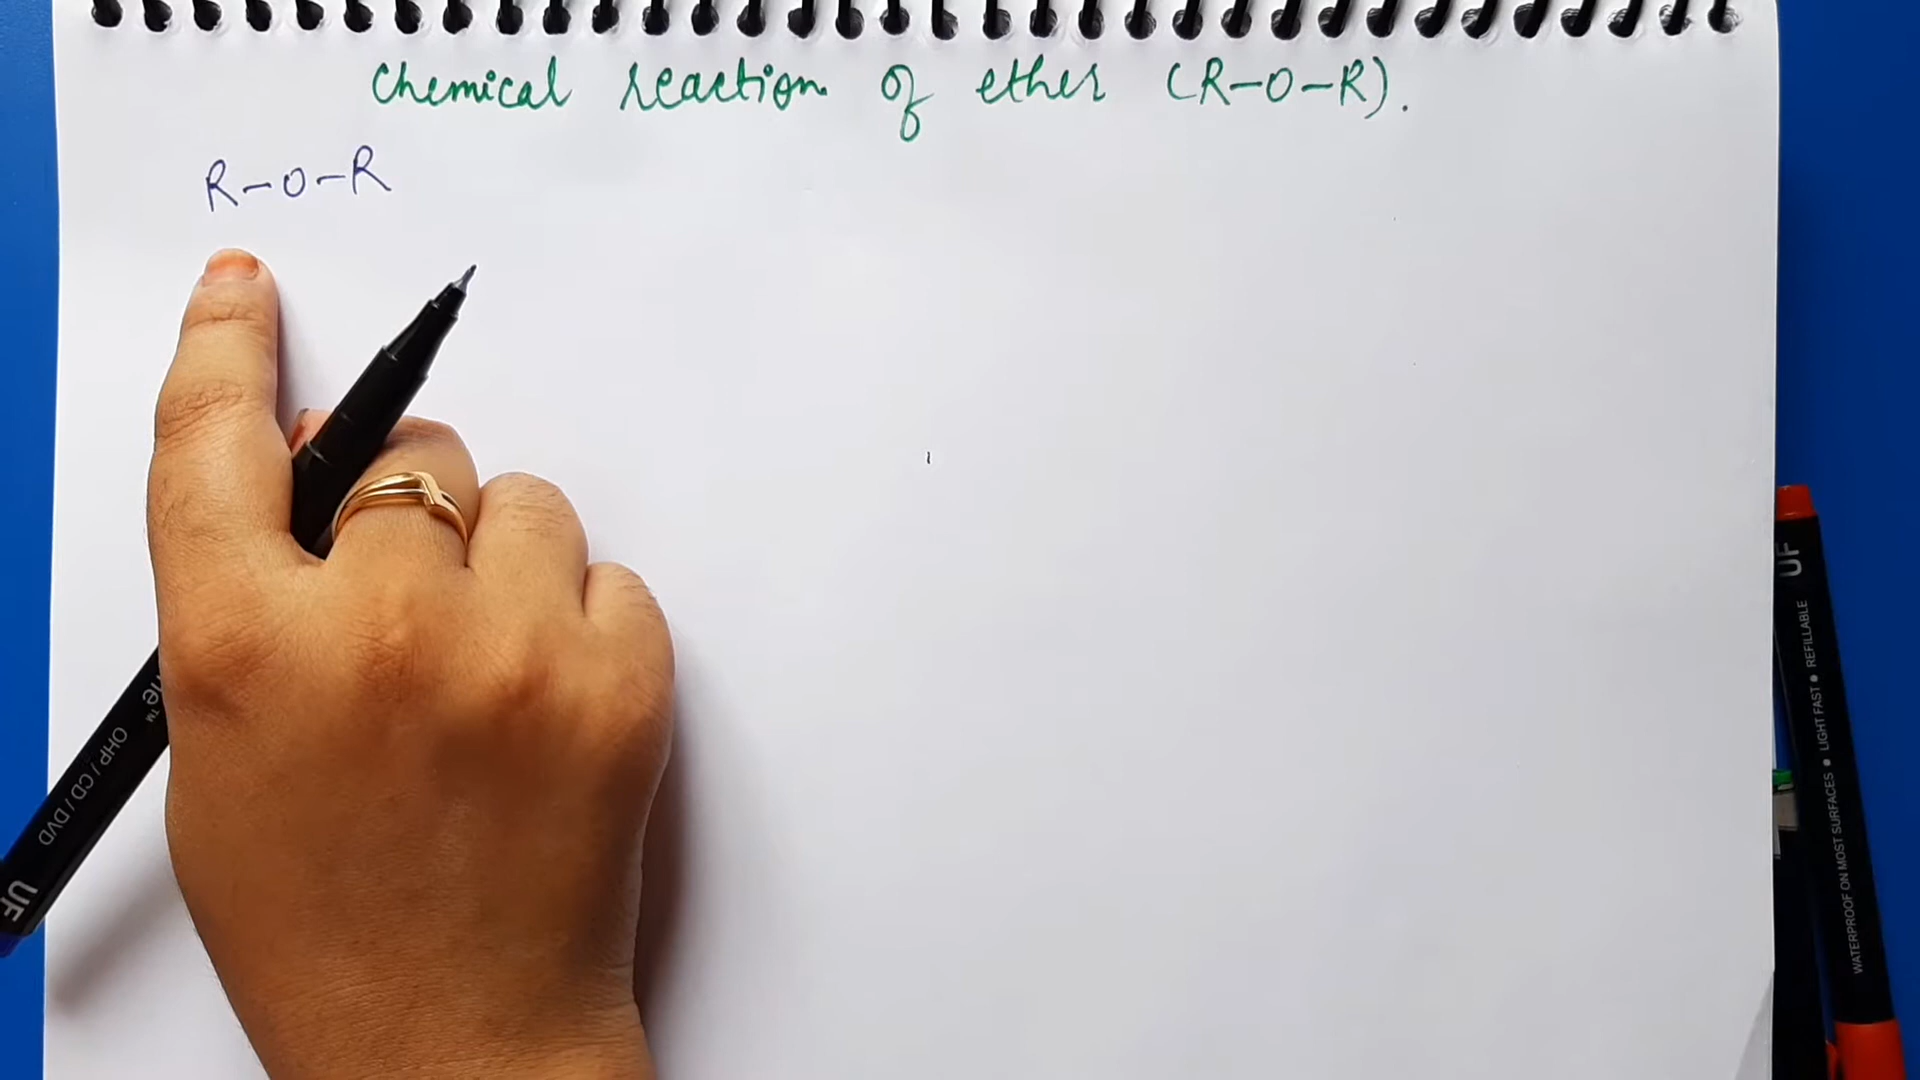 Chemical reaction of ether (R-O-R).
R-O-R
UF
OHP/CD/DVD
UF
WATERPROOF ON MOST SURFACES • LIGHT FAST • REFILLABLE